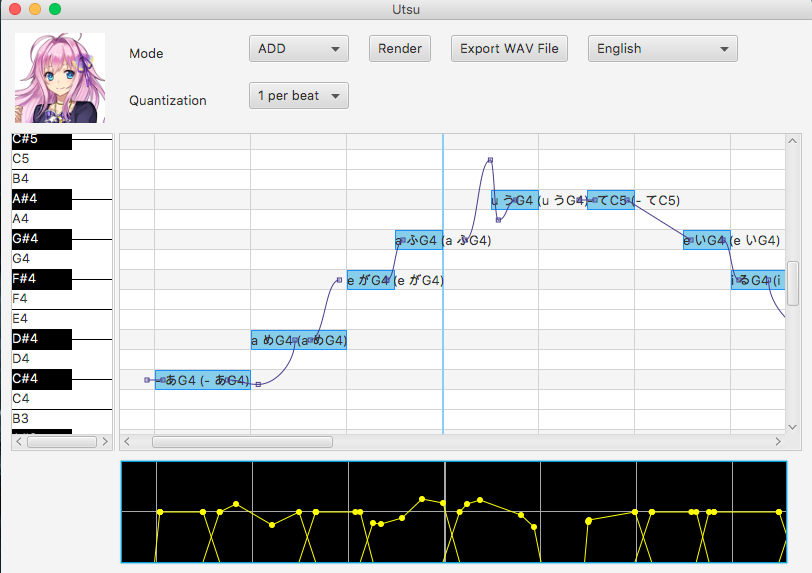 Utsu
Mode
ADD
Render
Export WAV File
English
Quantization
1 per beat
C#5
C5
B4
A#4
u うG4 (u うG4)
- てC5 (- てC5)
A4
G#4
a ふG4 (a ふG4)
e いG4 (e いG4)
G4
F#4
e がG4 (e がG4)
i るG4 (i
F4
E4
D#4
a めG4 (a めG4)
D4
C#4
- あG4 (- あG4)
C4
B3